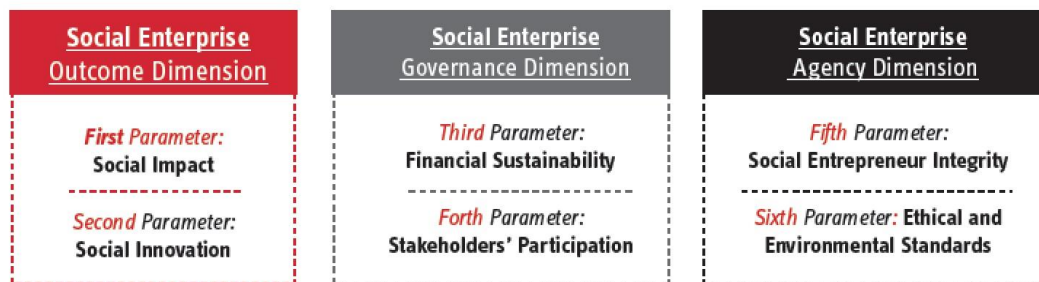 Social Enterprise
Outcome Dimension
First Parameter:
Social Impact
Second Parameter:
Social Innovation
Social Enterprise
Governance Dimension
Third Parameter:
Financial Sustainability
Forth Parameter:
Stakeholders' Participation
Social Enterprise
Agency Dimension
Fifth Parameter:
Social Entrepreneur Integrity
Sixth Parameter: Ethical and
Environmental Standards